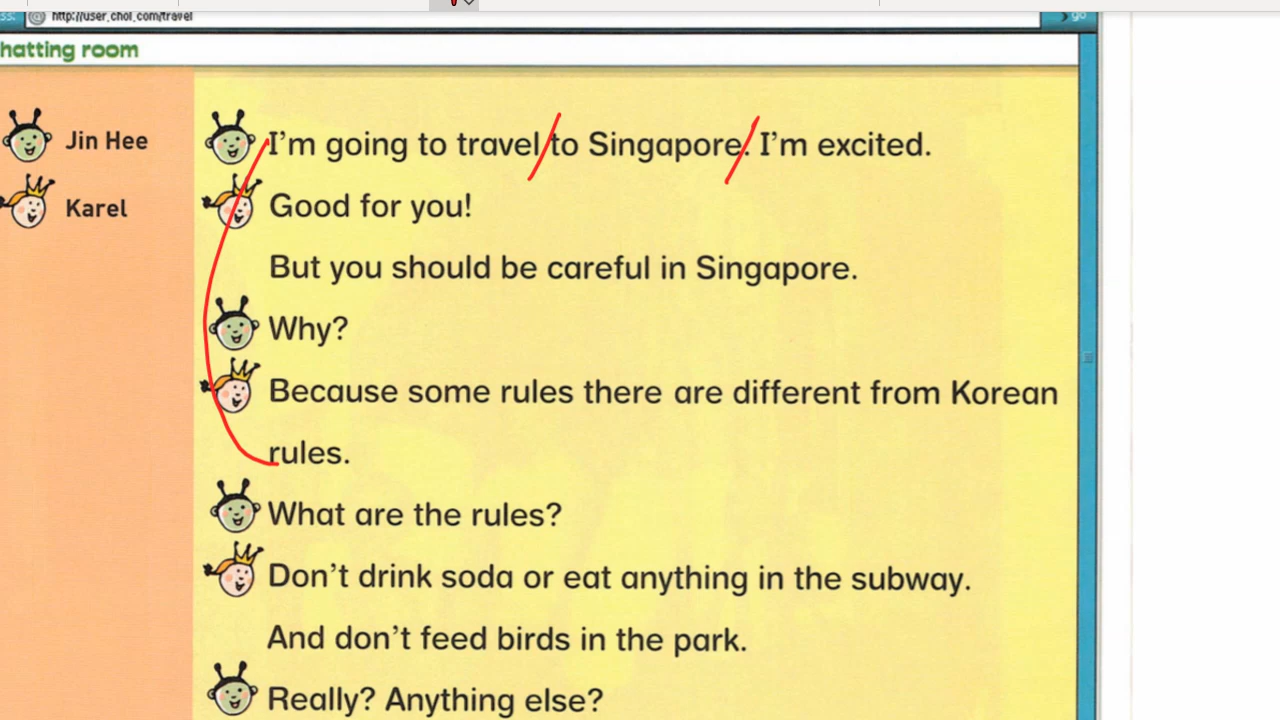 ss: @ http://user.chol.com/travel go
hatting room
Jin Hee
Karel
I'm going to travel to Singapore. I'm excited.
Good for you!
But you should be careful in Singapore.
Why?
Because some rules there are different from Korean
rules.
What are the rules?
Don't drink soda or eat anything in the subway.
And don't feed birds in the park.
Really? Anything else?